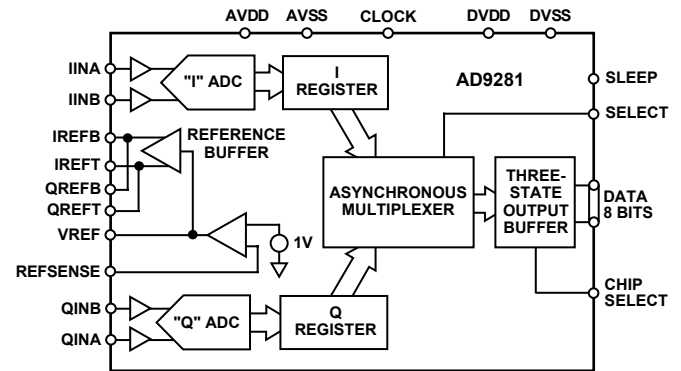 AVDD AVSS CLOCK DVDD DVSS
IINA
IINB
"I" ADC
I
REGISTER
AD9281
SLEEP
SELECT
IREFB
IREFT
QREFB
QREFT
VREF
REFSENSE
REFERENCE
BUFFER
1V
ASYNCHRONOUS
MULTIPLEXER
THREE-
STATE
OUTPUT
BUFFER
DATA
8 BITS
CHIP
SELECT
QINB
QINA
"Q" ADC
Q
REGISTER